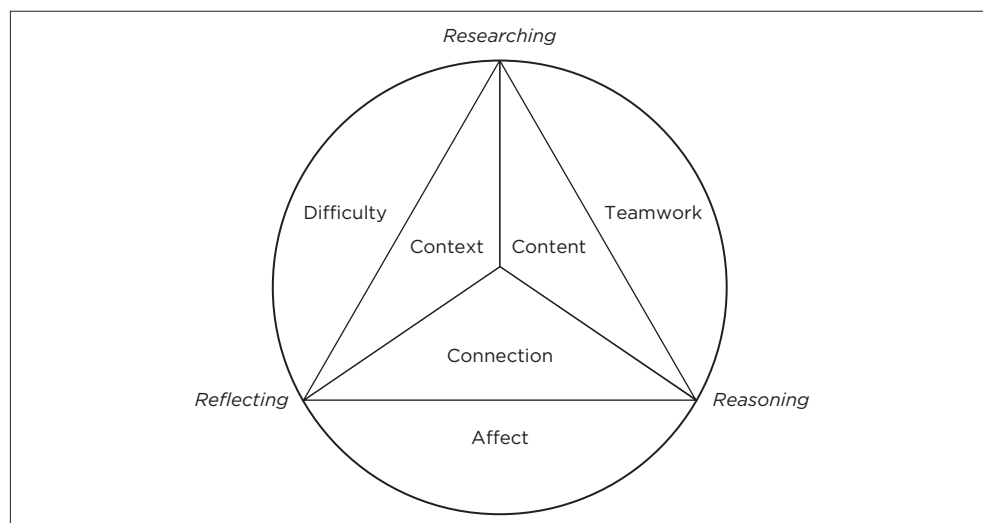 Researching
Difficulty
Teamwork
Context
Content
Connection
Reflecting
Reasoning
Affect